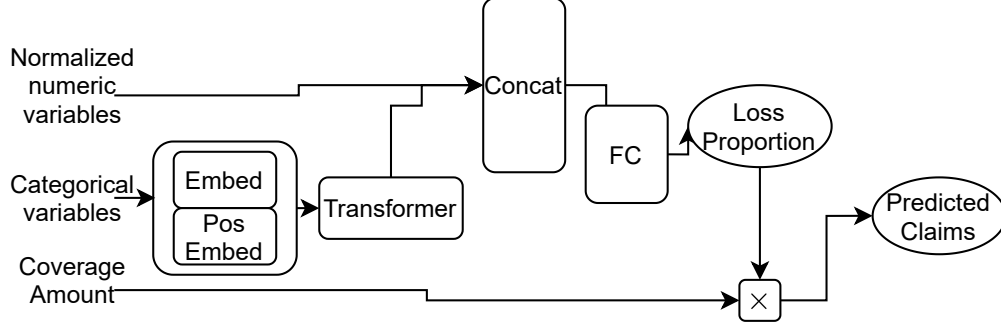 Normalized
numeric
variables
Concat
Loss
Proportion
FC
Categorical
variables
Embed
Pos
Embed
Transformer
Predicted
Claims
Coverage
Amount
×